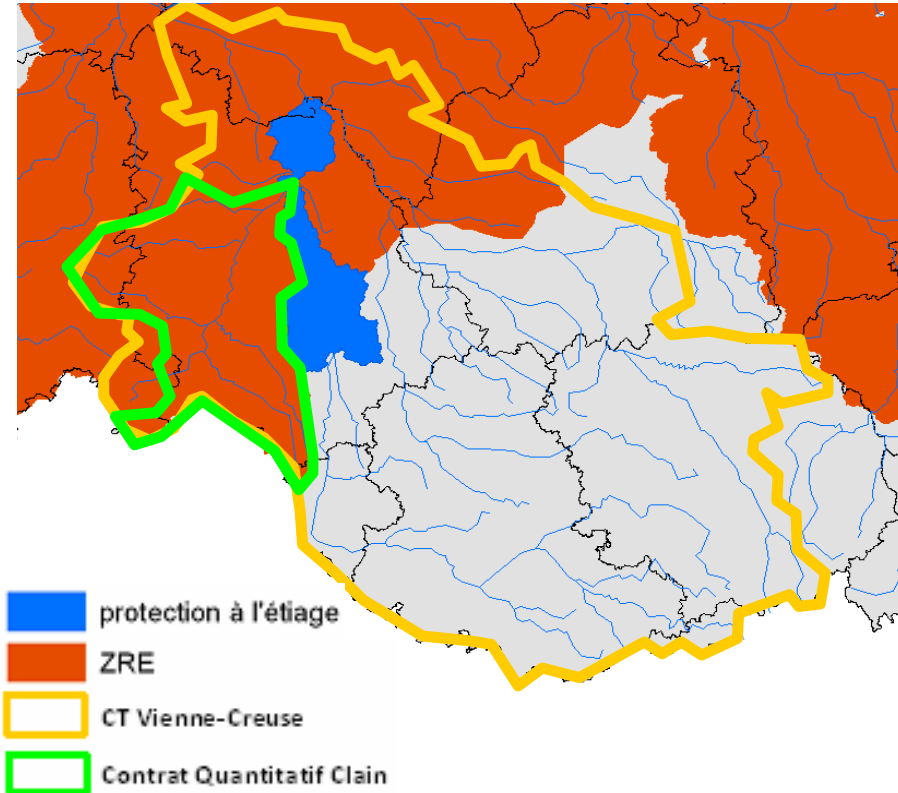 protection à l'étiage
ZRE
CT Vienne-Creuse
Contrat Quantitatif Clain